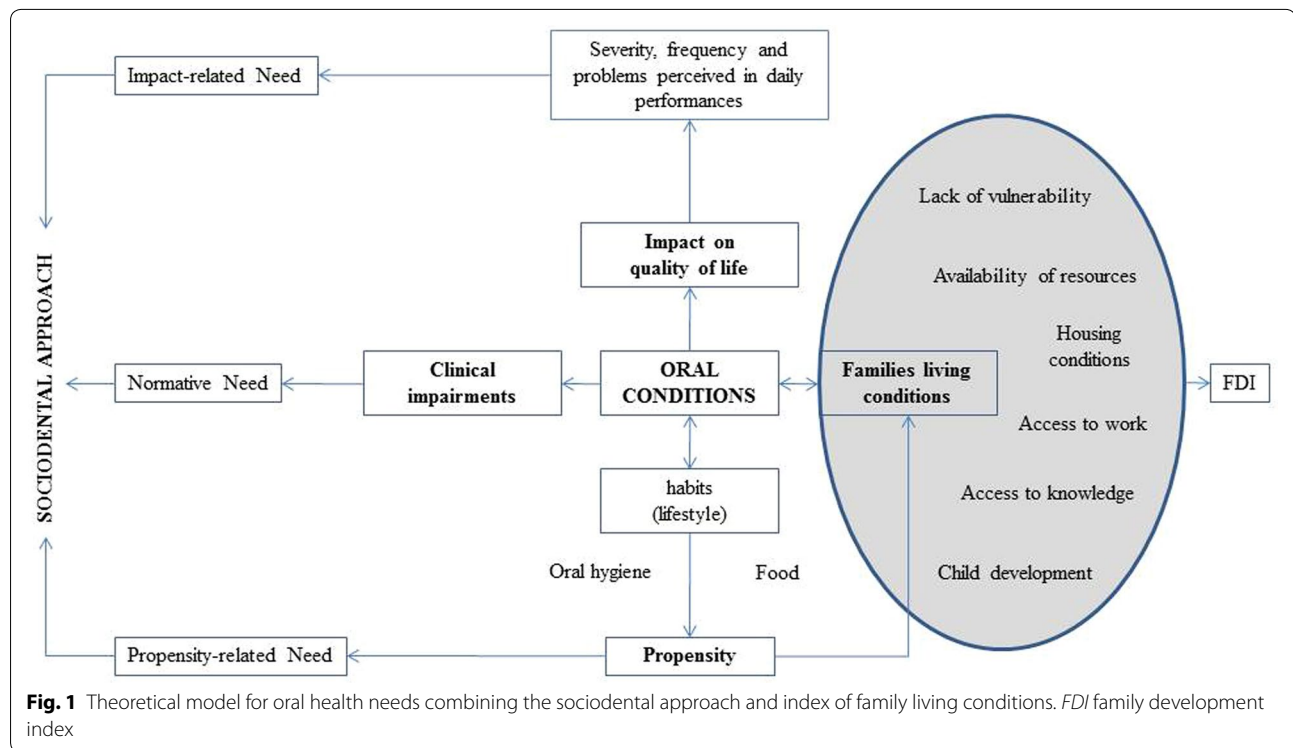 Severity, frequency and
problems perceived in daily
performances
Impact-related Need
Lack of vulnerability
Impact on
quality of life
Availability of resources
SOCIODENTAL APPROACH
Housing
conditions
Normative Need
Clinical
impairments
ORAL
CONDITIONS
Families living
conditions
FDI
Access to work
habits
(lifestyle)
Access to knowledge
Oral hygiene
Food
Child development
Propensity-related Need
Propensity
Fig. 1 Theoretical model for oral health needs combining the sociodental approach and index of family living conditions. FDI family development
index